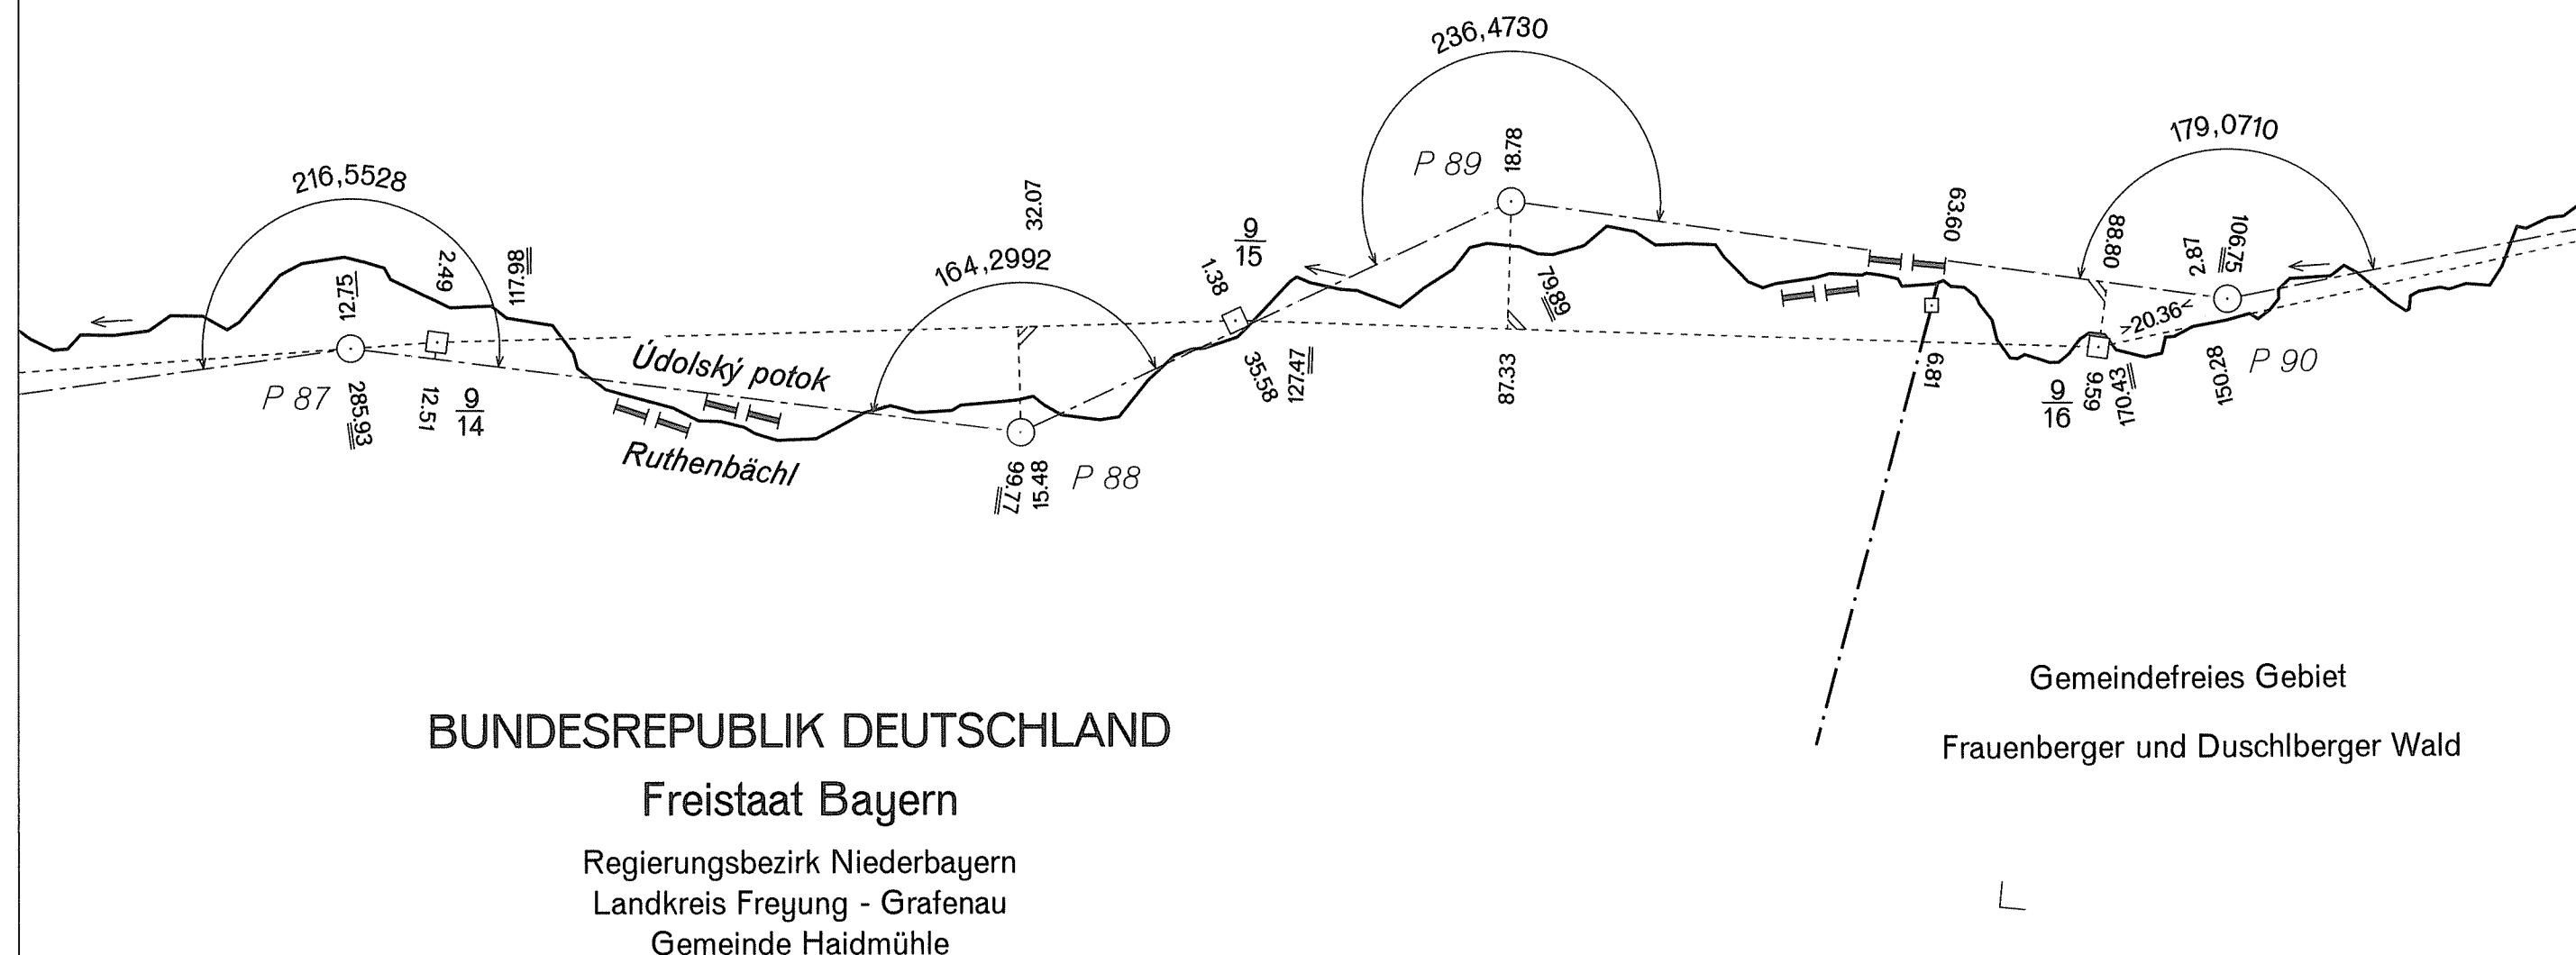 236,4730
179,0710
216,5528
P 89
18.78
32.07
164,2992
9
15
1.38
63.60
88.80
2.87
106.75
12.75
2.49
117.98
79.89
>20.36<
Údolský potok
P 87
285.93
12.51
9
14
35.58
127.47
87.33
6.81
9
16
9.59
170.43
150.28
P 90
Ruthenbächl
77.66
15.48
P 88
Gemeindefreies Gebiet
Frauenberger und Duschlberger Wald
BUNDESREPUBLIK DEUTSCHLAND
Freistaat Bayern
Regierungsbezirk Niederbayern
Landkreis Freyung - Grafenau
Gemeinde Haidmühle